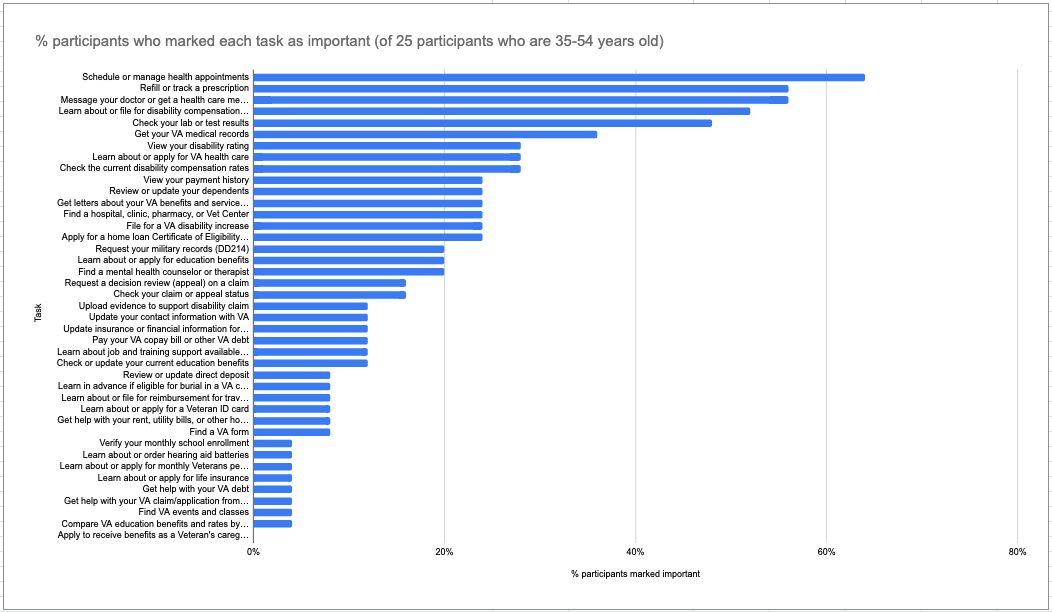 % participants who marked each task as important (of 25 participants who are 35-54 years old)
Schedule or manage health appointments
Refill or track a prescription
Message your doctor or get a health care me…
Learn about or file for disability compensation…
Check your lab or test results
Get your VA medical records
View your disability rating
Learn about or apply for VA health care
Check the current disability compensation rates
View your payment history
Review or update your dependents
Get letters about your VA benefits and service…
Find a hospital, clinic, pharmacy, or Vet Center
File for a VA disability increase
Apply for a home loan Certificate of Eligibility…
Request your military records (DD214)
Learn about or apply for education benefits
Find a mental health counselor or therapist
Request a decision review (appeal) on a claim
Check your claim or appeal status
Upload evidence to support disability claim
Update your contact information with VA
Update insurance or financial information for…
Pay your VA copay bill or other VA debt
Learn about job and training support available…
Check or update your current education benefits
Review or update direct deposit
Learn in advance if eligible for burial in a VA c…
Learn about or file for reimbursement for trav…
Learn about or apply for a Veteran ID card
Get help with your rent, utility bills, or other ho…
Find a VA form
Verify your monthly school enrollment
Learn about or order hearing aid batteries
Learn about or apply for monthly Veterans pe…
Learn about or apply for life insurance
Get help with your VA debt
Get help with your VA claim/application from…
Find VA events and classes
Compare VA education benefits and rates by…
Apply to receive benefits as a Veteran's careg…
Task
0% 20% 40% 60% 80%
% participants marked important